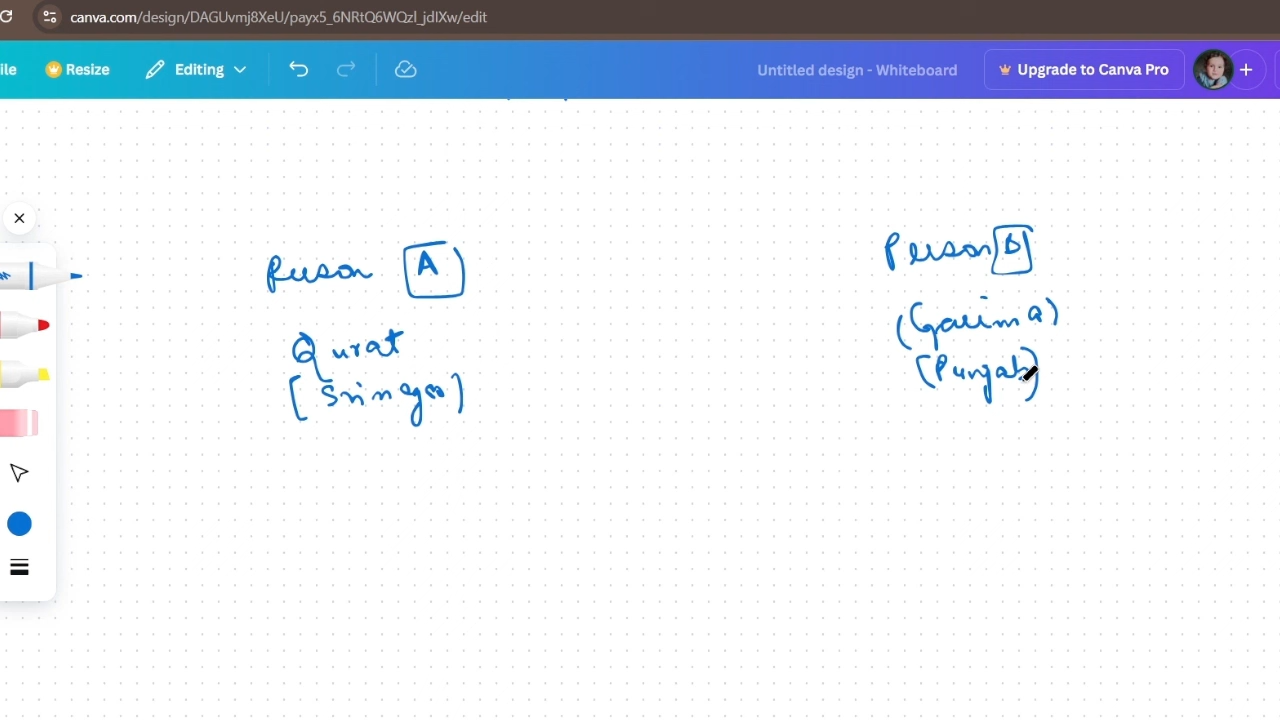 canva.com/design/DAGUvmj8XeU/payx5_6NRtQ6WQzl_jdIXw/edit
ile Resize Editing Untitled design - Whiteboard Upgrade to Canva Pro +
Person A
Qurat
[Srinagar]
Person B
(Garima)
(Punjab)